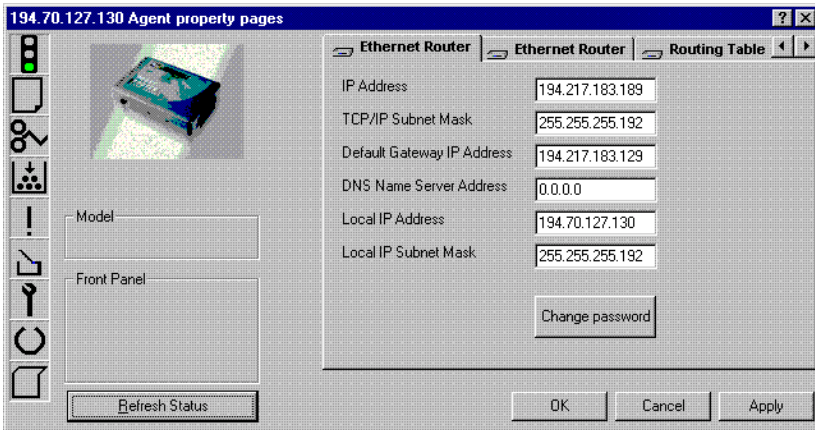 194.70.127.130 Agent property pages
Ethernet Router
Ethernet Router
Routing Table
IP Address 194.217.183.189
TCP/IP Subnet Mask 255.255.255.192
Default Gateway IP Address 194.217.183.129
DNS Name Server Address 0.0.0.0
Local IP Address 194.70.127.130
Local IP Subnet Mask 255.255.255.192
Change password
Model
Front Panel
Refresh Status
OK
Cancel
Apply